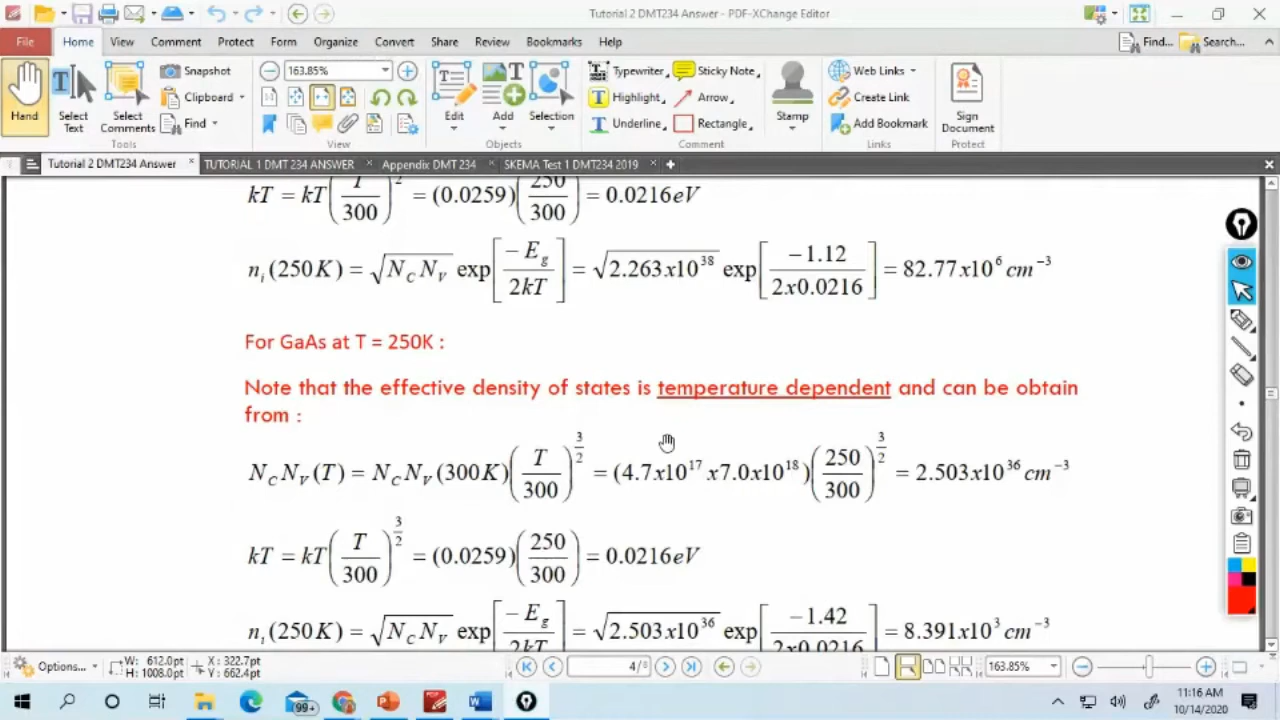 Tutorial 2 DMT234 Answer - PDF-XChange Editor
File Home View Comment Protect Form Organize Convert Share Review Bookmarks Help Find... Search...
Hand
Select Text
Select Comments
Snapshot
Clipboard
Find
Tools
163.85%
View
Edit
Add
Selection
Objects
Typewriter
Highlight
Underline
Sticky Note
Arrow
Rectangle
Comment
Stamp
Web Links
Create Link
Add Bookmark
Links
Sign Document
Protect
Tutorial 2 DMT234 Answer × TUTORIAL 1 DMT 234 ANSWER × Appendix DMT 234 × SKEMA Test 1 DMT234 2019 ×
kT = kT(T/300)^2 = (0.0259)(250/300) = 0.0216eV
n_i(250K) = √(N_C N_V) exp[−E_g/2kT] = √(2.263x10^38) exp[−1.12/2x0.0216] = 82.77x10^6 cm^−3
For GaAs at T = 250K :
Note that the effective density of states is temperature dependent and can be obtain
from :
N_C N_V(T) = N_C N_V(300K)(T/300)^3/2 = (4.7x10^17 x7.0x10^18)(250/300)^3/2 = 2.503x10^36 cm^−3
kT = kT(T/300)^3/2 = (0.0259)(250/300) = 0.0216eV
n_i(250K) = √(N_C N_V) exp[−E_g/2kT] = √(2.503x10^36) exp[−1.42/2x0.0216] = 8.391x10^3 cm^−3
Options...
W: 612.0pt
H: 1008.0pt
X: 322.7pt
Y: 662.4pt
163.85%
99+
11:16 AM
10/14/2020